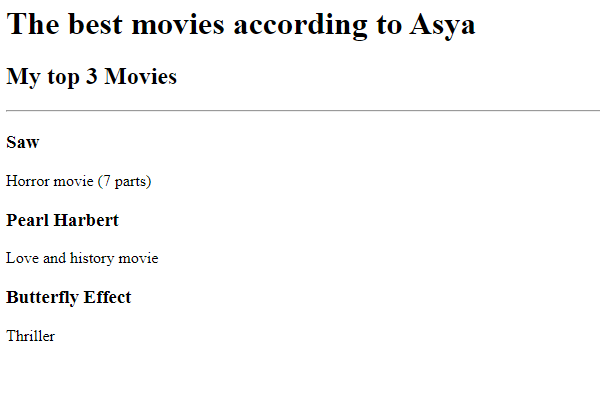 The best movies according to Asya
My top 3 Movies
Saw
Horror movie (7 parts)
Pearl Harbert
Love and history movie
Butterfly Effect
Thriller